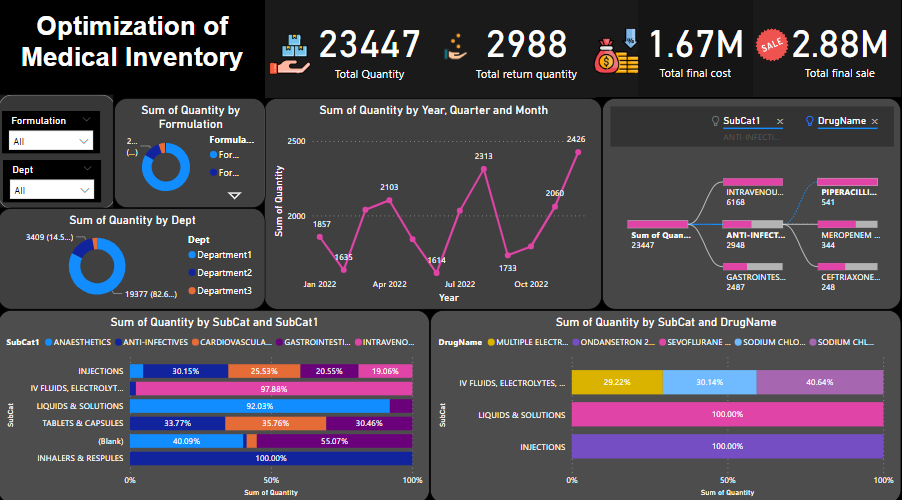 Optimization of
Medical Inventory
23447
Total Quantity
2988
Total return quantity
1.67M
Total final cost
SALE
2.88M
Total final sale
Formulation
All
Dept
All
Sum of Quantity by
Formulation
2...
(...)
Formula...
For...
For...
Sum of Quantity by Dept
3409 (14.5...)
19377 (82.6...)
Dept
Department1
Department2
Department3
Sum of Quantity by Year, Quarter and Month
Sum of Quantity
2500
2000
1857
1635
2103
1614
2313
1733
2060
2426
Jan 2022
Apr 2022
Jul 2022
Oct 2022
Year
SubCat1
DrugName
ANTI-INFECTI...
Sum of Quan...
23447
INTRAVENOU...
6168
ANTI-INFECT...
2948
GASTROINTES...
2487
PIPERACILLI...
541
MEROPENEM ...
344
CEFTRIAXONE...
248
Sum of Quantity by SubCat and SubCat1
SubCat1 ANAESTHETICS ANTI-INFECTIVES CARDIOVASCULA... GASTROINTESTI... INTRAVENO...
SubCat
INJECTIONS 30.15% 25.53% 20.55% 19.06%
IV FLUIDS, ELECTROLYT... 97.88%
LIQUIDS & SOLUTIONS 92.03%
TABLETS & CAPSULES 33.77% 35.76% 30.46%
(Blank) 40.09% 55.07%
INHALERS & RESPULES 100.00%
0% 50% 100%
Sum of Quantity
Sum of Quantity by SubCat and DrugName
DrugName MULTIPLE ELECTR... ONDANSETRON 2... SEVOFLURANE ... SODIUM CHLO... SODIUM CHL...
SubCat
IV FLUIDS, ELECTROLYTES, ... 29.22% 30.14% 40.64%
LIQUIDS & SOLUTIONS 100.00%
INJECTIONS 100.00%
0% 50% 100%
Sum of Quantity